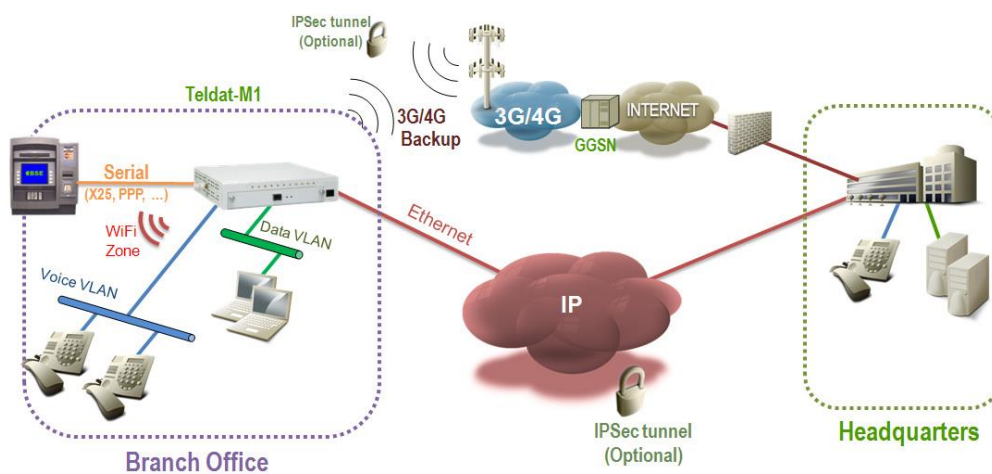 IPSec tunnel
(Optional)
Teldat-M1
3G/4G
Backup
3G/4G
INTERNET
GGSN
Serial
(X25, PPP, ...)
WiFi
Zone
Data VLAN
Voice VLAN
Ethernet
IP
IPSec tunnel
(Optional)
Branch Office
Headquarters